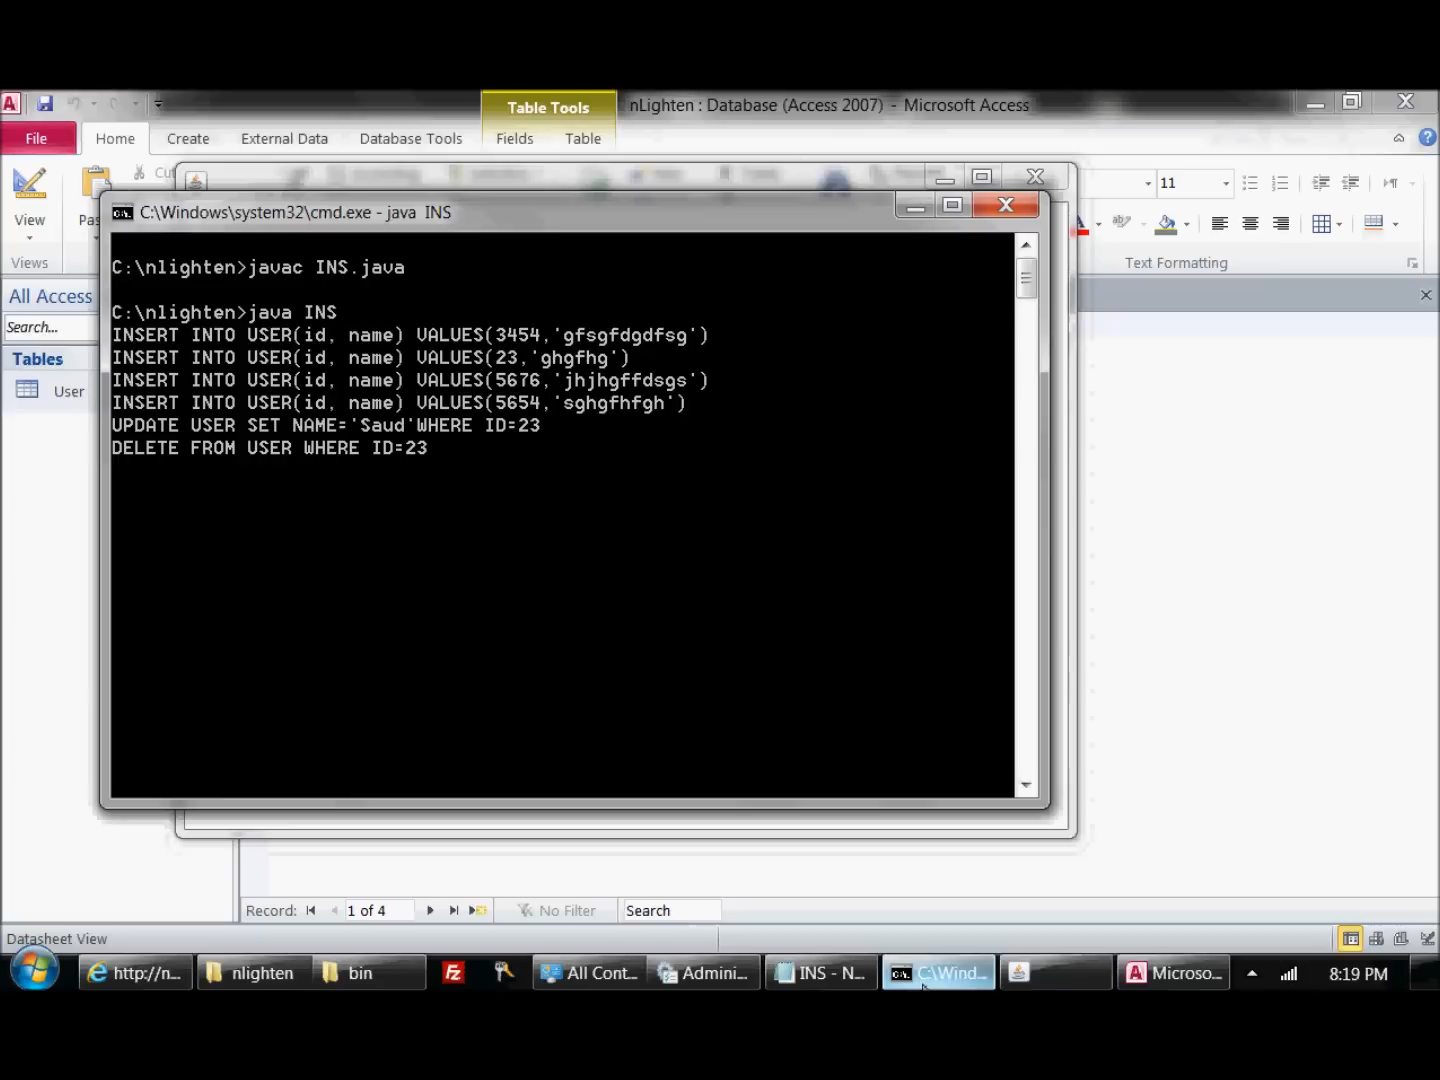 Table Tools
nLighten : Database (Access 2007) - Microsoft Access
File Home Create External Data Database Tools Fields Table
View
Views
11
Text Formatting
C:\Windows\system32\cmd.exe - java INS
C:\nlighten>javac INS.java
C:\nlighten>java INS
INSERT INTO USER(id, name) VALUES(3454,'gfsgfdgdfsg')
INSERT INTO USER(id, name) VALUES(23,'ghgfhg')
INSERT INTO USER(id, name) VALUES(5676,'jhjhgffdsgs')
INSERT INTO USER(id, name) VALUES(5654,'sghgfhfgh')
UPDATE USER SET NAME='Saud'WHERE ID=23
DELETE FROM USER WHERE ID=23
All Access
Search...
Tables
User
Record: 1 of 4 No Filter Search
Datasheet View
http://n... nlighten bin All Cont... Admini... INS - N... C:\Wind... Microso... 8:19 PM